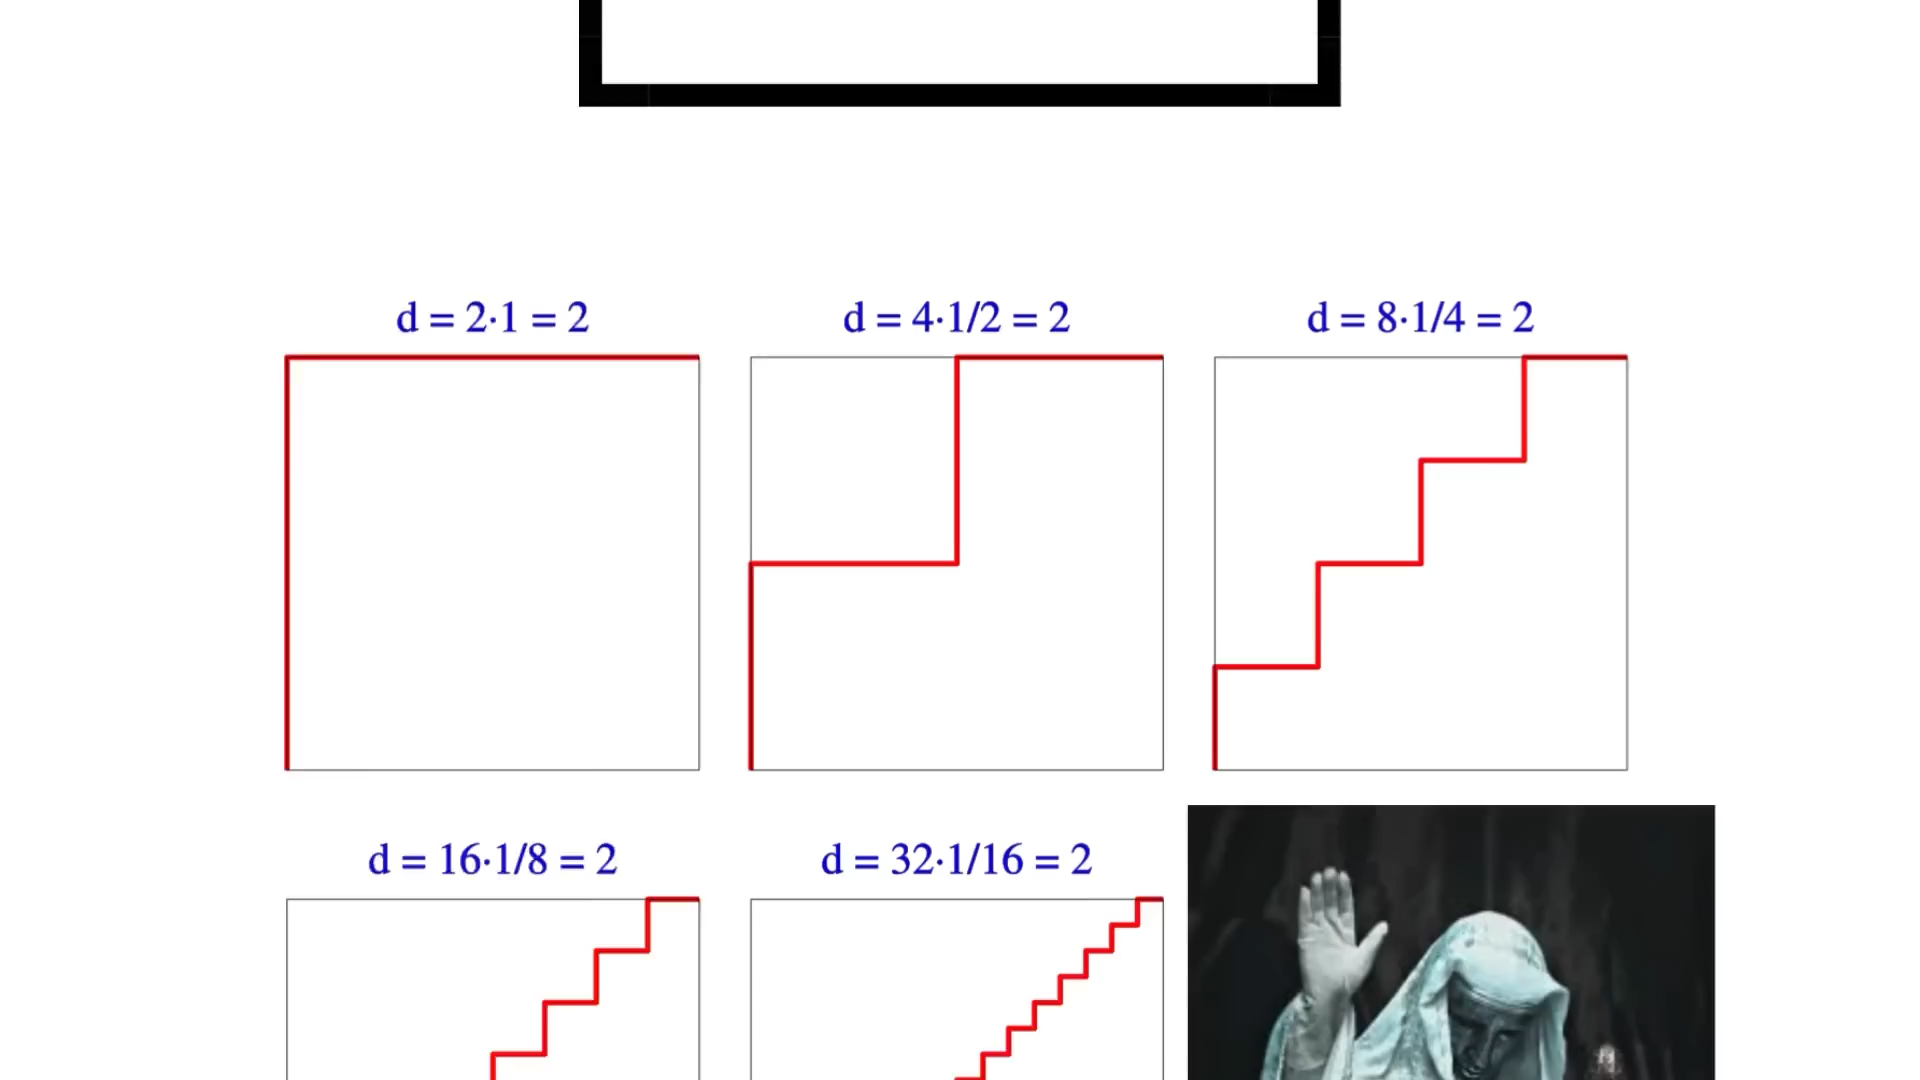 d = 2·1 = 2
d = 4·1/2 = 2
d = 8·1/4 = 2
d = 16·1/8 = 2
d = 32·1/16 = 2